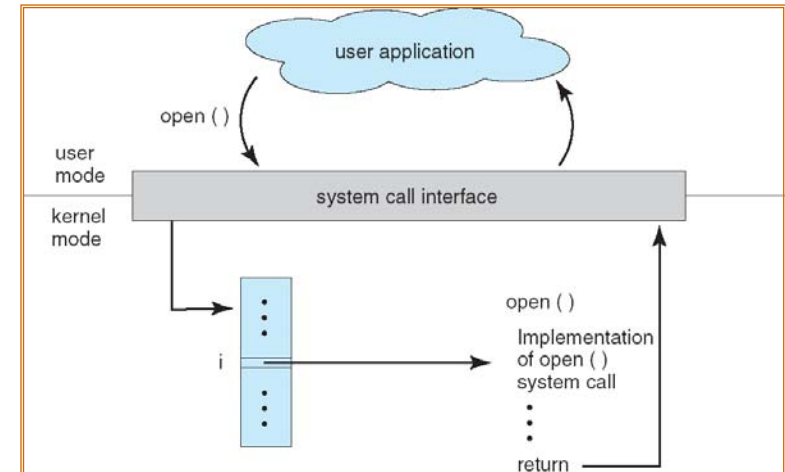 user application
open ( )
user
mode
system call interface
kernel
mode
open ( )
i
Implementation
of open ( )
system call
return